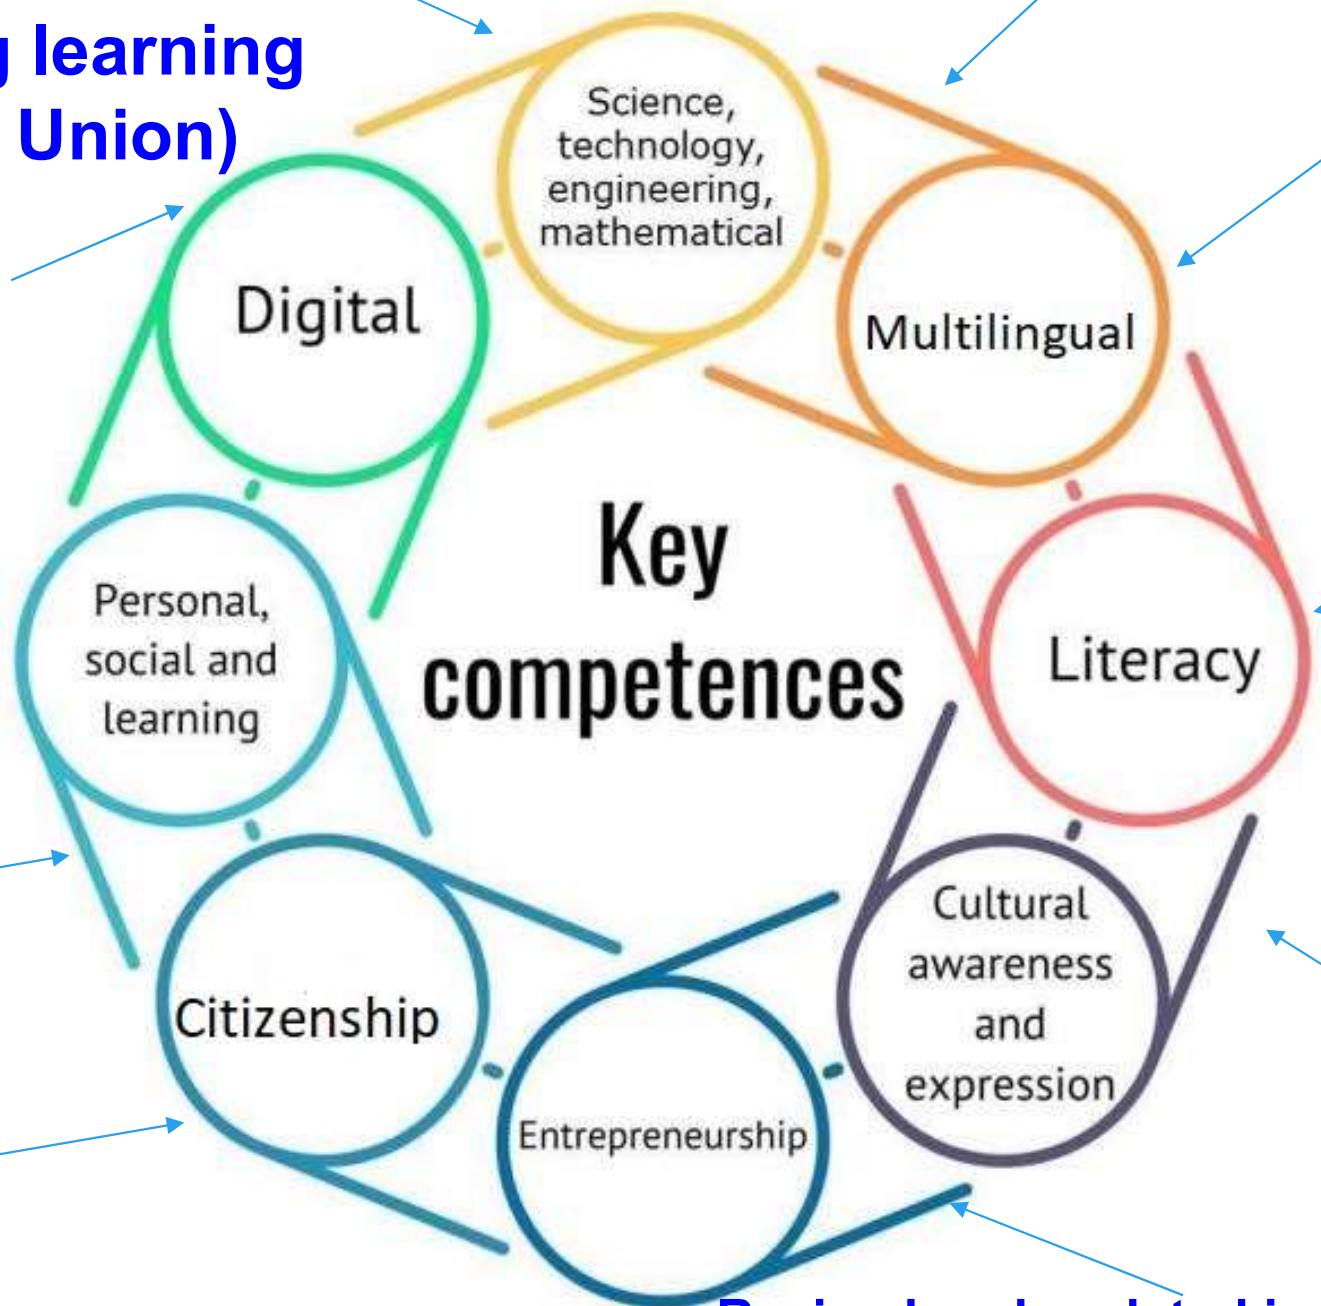 learning
Union)
Science,
technology,
engineering,
mathematical
Digital
Multilingual
Key
competences
Personal,
social and
learning
Literacy
Cultural
awareness
and
expression
Citizenship
Entrepreneurship